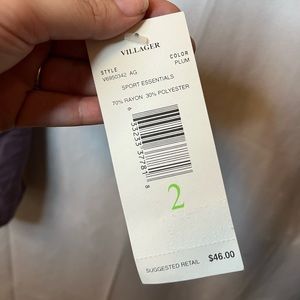 VILLAGER
STYLE COLOR
V6950342 AG PLUM
SPORT ESSENTIALS
70% RAYON 30% POLYESTER
2
SUGGESTED RETAIL $46.00